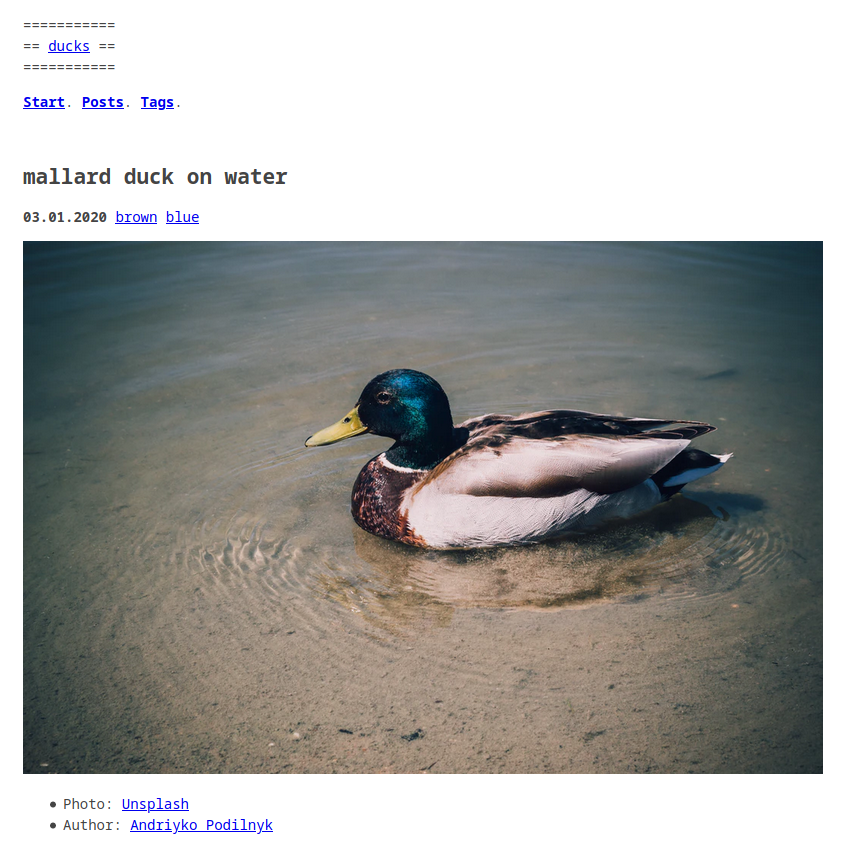 ===========
== ducks ==
===========
Start. Posts. Tags.
mallard duck on water
03.01.2020 brown blue
● Photo: Unsplash
● Author: Andriyko Podilnyk